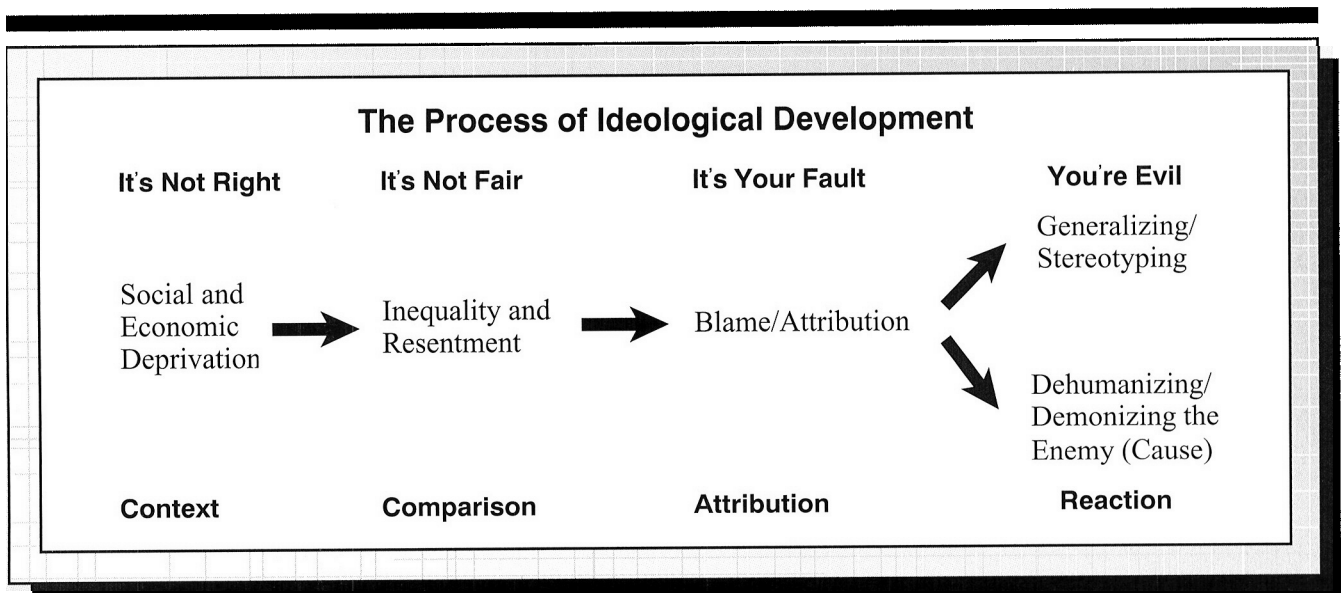 The Process of Ideological Development
It's Not Right
It's Not Fair
It's Your Fault
You're Evil
Social and
Economic
Deprivation
Inequality and
Resentment
Blame/Attribution
Generalizing/
Stereotyping
Dehumanizing/
Demonizing the
Enemy (Cause)
Context
Comparison
Attribution
Reaction